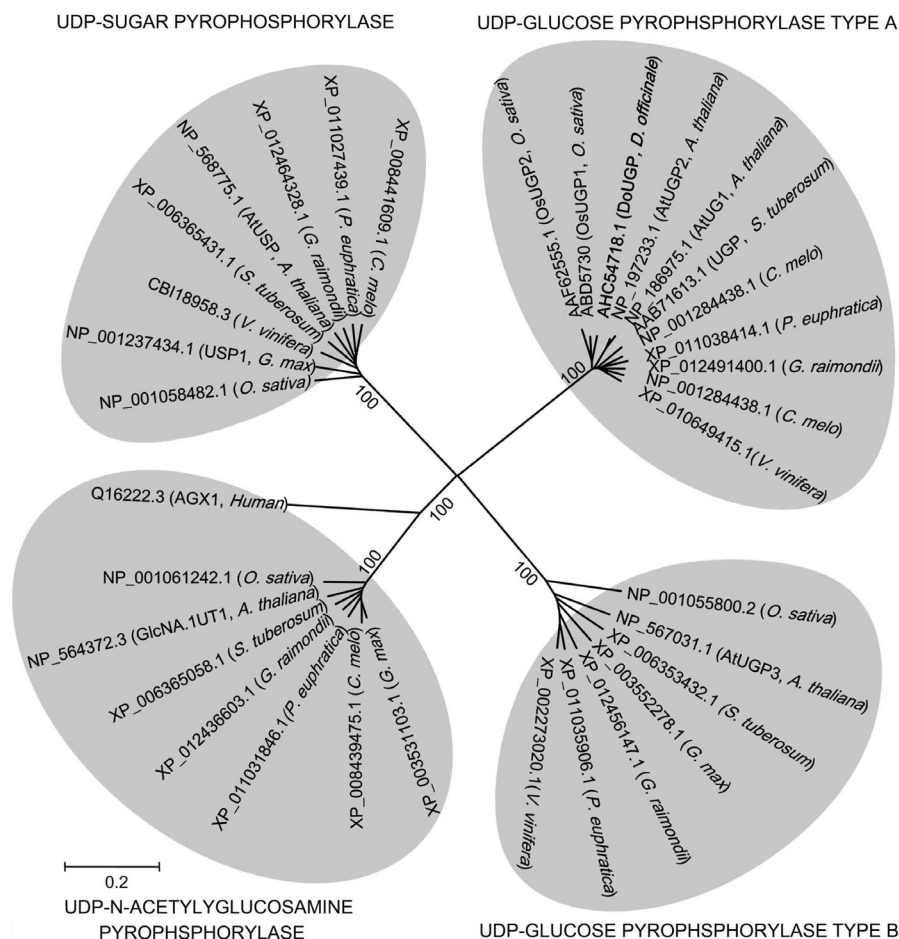 UDP-SUGAR PYROPHOSPHORYLASE
XP_008441609.1 (C. melo)
XP_011027439.1 (P. euphratica)
XP_012464328.1 (G. raimondii)
NP_568775.1 (AtUSP, A. thaliana)
XP_006365431.1 (S. tuberosum)
CBI18958.3 (V. vinifera)
NP_001237434.1 (USP1, G. max)
NP_001058482.1 (O. sativa)
100
UDP-GLUCOSE PYROPHSPHORYLASE TYPE A
AAF62555.1 (OsUGP2, O. sativa)
ABD5730 (OsUGP1, O. sativa)
AHC54718.1 (DoUGP, D. officinale)
NP_197233.1 (AtUGP2, A. thaliana)
NP_186975.1 (AtUG1, A. thaliana)
AAB71613.1 (UGP, S. tuberosum)
NP_001284438.1 (C. melo)
XP_011038414.1 (P. euphratica)
XP_012491400.1 (G. raimondii)
NP_001284438.1 (C. melo)
XP_010649415.1 (V. vinifera)
100
Q16222.3 (AGX1, Human)
100
100
NP_001061242.1 (O. sativa)
NP_564372.3 (GlcNA.1UT1, A. thaliana)
XP_006365058.1 (S. tuberosum)
XP_012436603.1 (G. raimondii)
XP_011031846.1 (P. euphratica)
XP_008439475.1 (C. melo)
XP_003531103.1 (G. max)
0.2
UDP-N-ACETYLYGLUCOSAMINE
PYROPHSPHORYLASE
100
NP_001055800.2 (O. sativa)
NP_567031.1 (AtUGP3, A. thaliana)
XP_006353432.1 (S. tuberosum)
XP_003552278.1 (G. max)
XP_012456147.1 (G. raimondii)
XP_011035906.1 (P. euphratica)
XP_002273020.1 (V. vinifera)
UDP-GLUCOSE PYROPHSPHORYLASE TYPE B